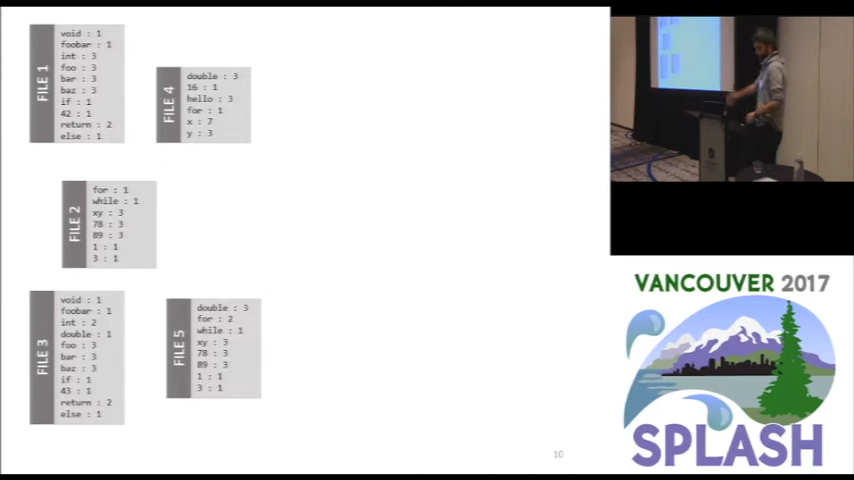 FILE 1
void : 1
foobar : 1
int : 3
foo : 3
bar : 3
baz : 3
if : 1
42 : 1
return : 2
else : 1
FILE 4
double : 3
16 : 1
hello : 3
for : 1
x : 7
y : 3
FILE 2
for : 1
while : 1
xy : 3
78 : 3
89 : 3
1 : 1
3 : 1
FILE 3
void : 1
foobar : 1
int : 2
double : 1
foo : 3
bar : 3
baz : 3
if : 1
43 : 1
return : 2
else : 1
FILE 5
double : 3
for : 2
while : 1
xy : 3
78 : 3
89 : 3
1 : 1
3 : 1
10
VANCOUVER 2017
SPLASH